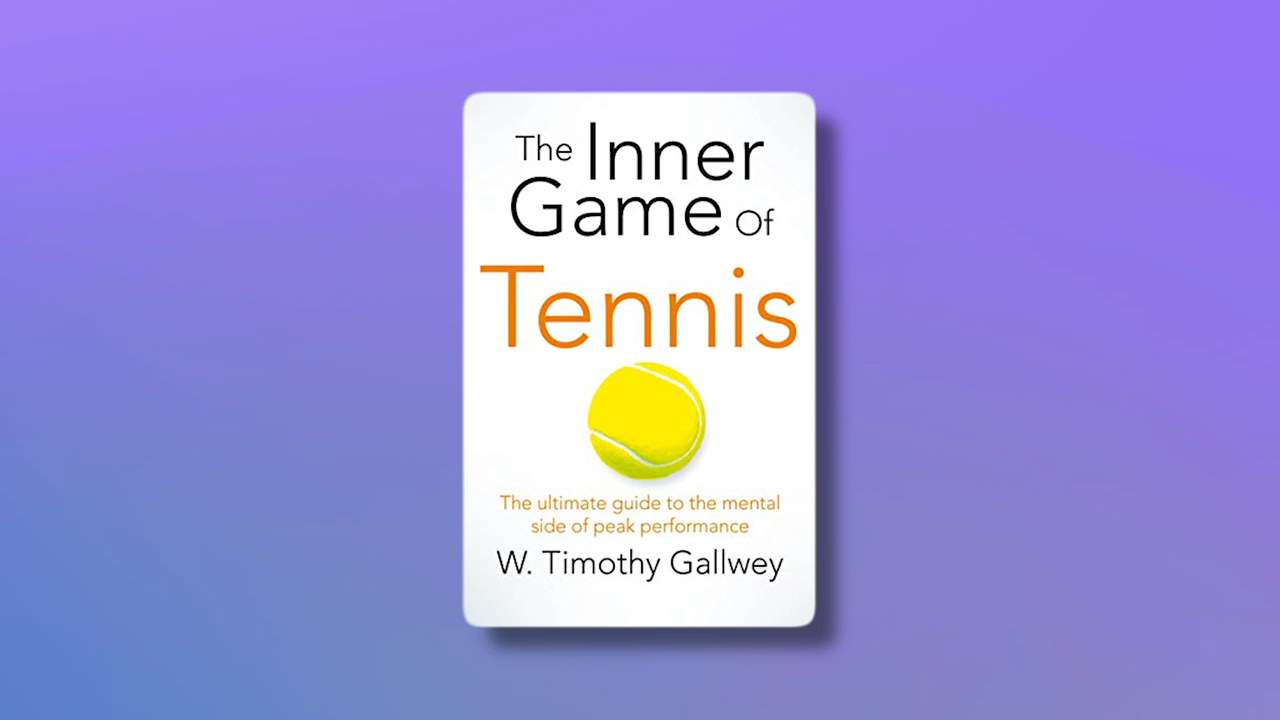 The Inner
Game Of
Tennis
The ultimate guide to the mental
side of peak performance
W. Timothy Gallwey